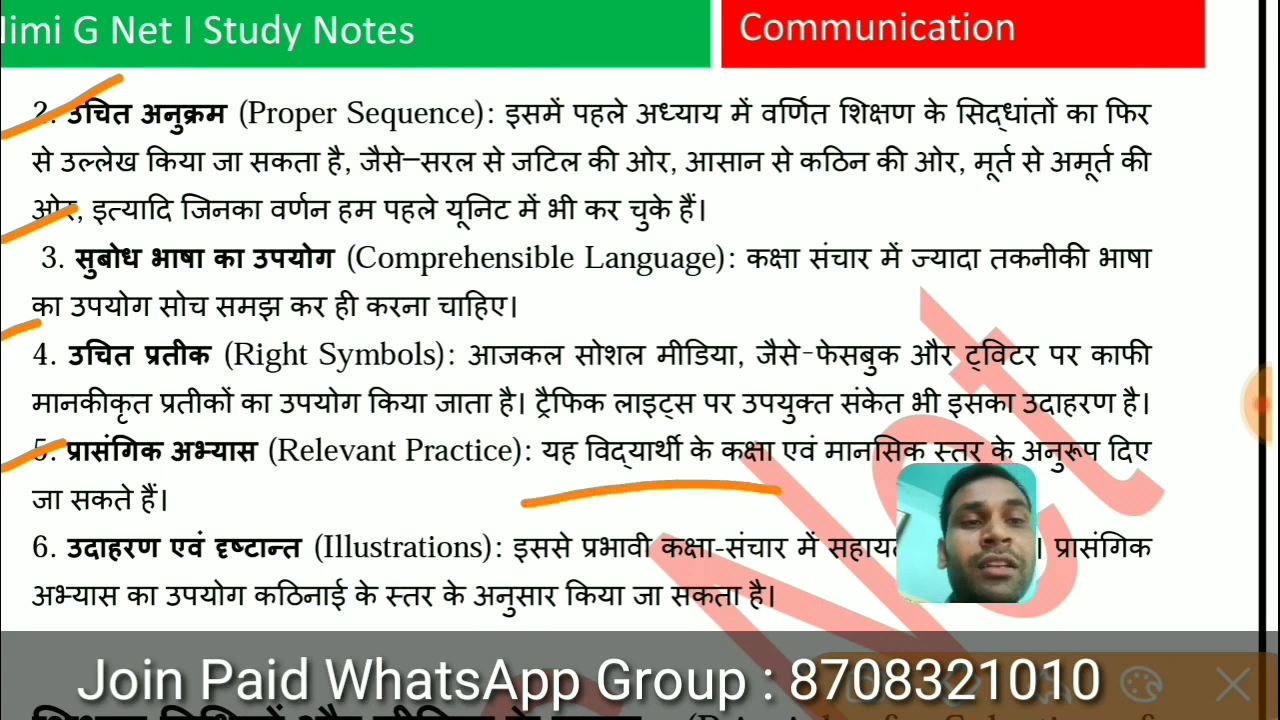 G Net I Study Notes
Communication
2. उचित अनुक्रम (Proper Sequence): इसमें पहले अध्याय में वर्णित शिक्षण के सिद्धांतों का फिर
से उल्लेख किया जा सकता है, जैसे–सरल से जटिल की ओर, आसान से कठिन की ओर, मूर्त से अमूर्त की
ओर, इत्यादि जिनका वर्णन हम पहले यूनिट में भी कर चुके हैं।
3. सुबोध भाषा का उपयोग (Comprehensible Language): कक्षा संचार में ज्यादा तकनीकी भाषा
का उपयोग सोच समझ कर ही करना चाहिए।
4. उचित प्रतीक (Right Symbols): आजकल सोशल मीडिया, जैसे-फेसबुक और ट्विटर पर काफी
मानकीकृत प्रतीकों का उपयोग किया जाता है। ट्रैफिक लाइट्स पर उपयुक्त संकेत भी इसका उदाहरण है।
5. प्रासंगिक अभ्यास (Relevant Practice): यह विद्यार्थी के कक्षा एवं मानसिक स्तर के अनुरूप दिए
जा सकते हैं।
6. उदाहरण एवं दृष्टान्त (Illustrations): इससे प्रभावी कक्षा-संचार में प्रासंगिक
अभ्यास का उपयोग कठिनाई के स्तर के अनुसार किया जा सकता है।
Join Paid WhatsApp Group : 8708321010
Net